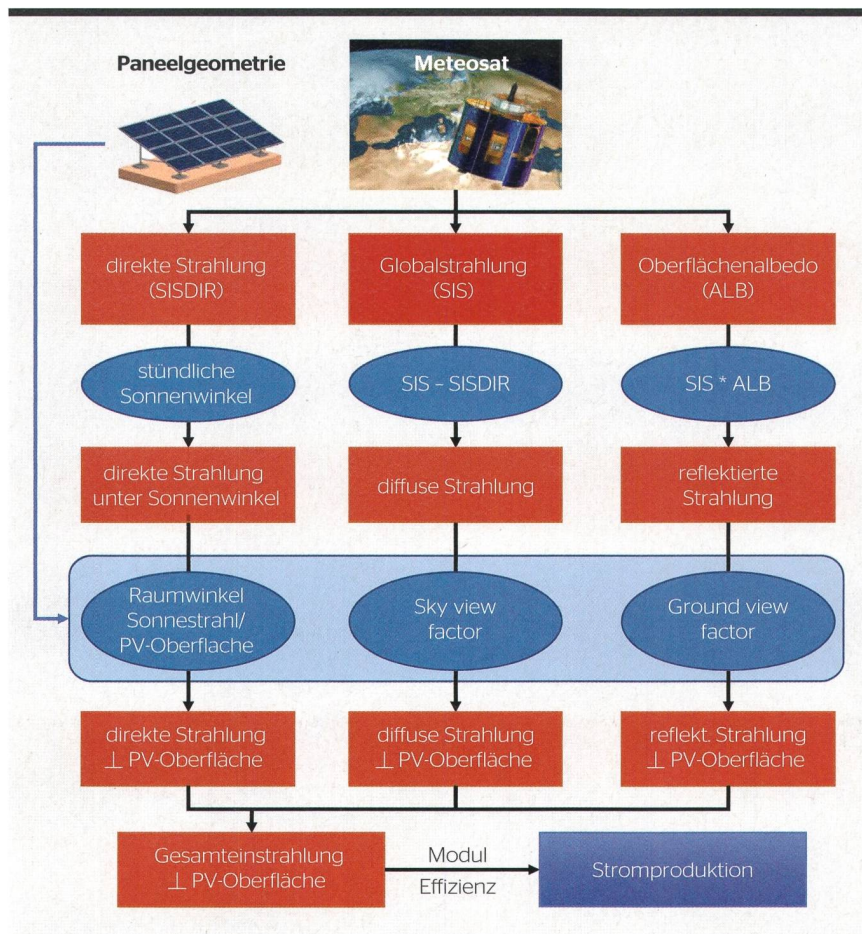 Paneelgeometrie
Meteosat
direkte Strahlung
(SISDIR)
Globalstrahlung
(SIS)
Oberflächenalbedo
(ALB)
stündliche
Sonnenwinkel
SIS – SISDIR
SIS * ALB
direkte Strahlung
unter Sonnenwinkel
diffuse Strahlung
reflektierte
Strahlung
Raumwinkel
Sonnestrahl/
PV-Oberflache
Sky view
factor
Ground view
factor
direkte Strahlung
⊥ PV-Oberfläche
diffuse Strahlung
⊥ PV-Oberfläche
reflekt. Strahlung
⊥ PV-Oberfläche
Gesamteinstrahlung
⊥ PV-Oberfläche
Modul
Effizienz
Stromproduktion